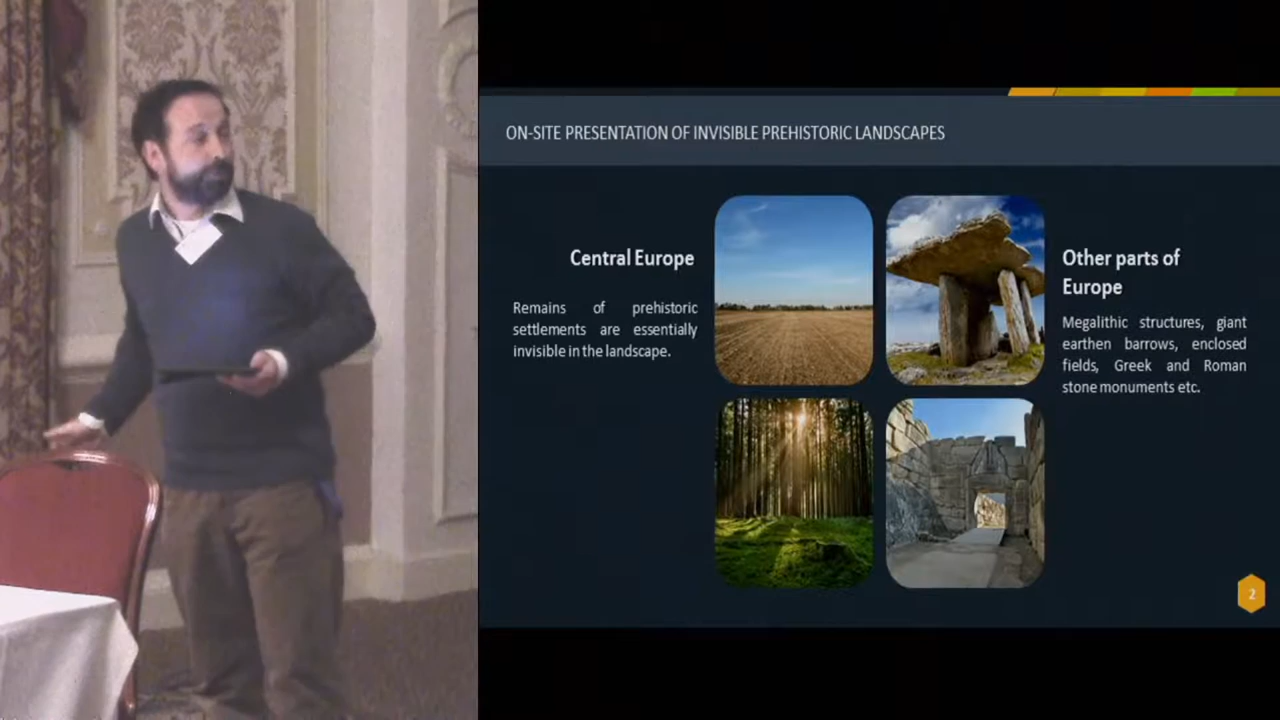 ON-SITE PRESENTATION OF INVISIBLE PREHISTORIC LANDSCAPES
Central Europe
Remains of prehistoric
settlements are essentially
invisible in the landscape.
Other parts of
Europe
Megalithic structures, giant
earthen barrows, enclosed
fields, Greek and Roman
stone monuments etc.
2